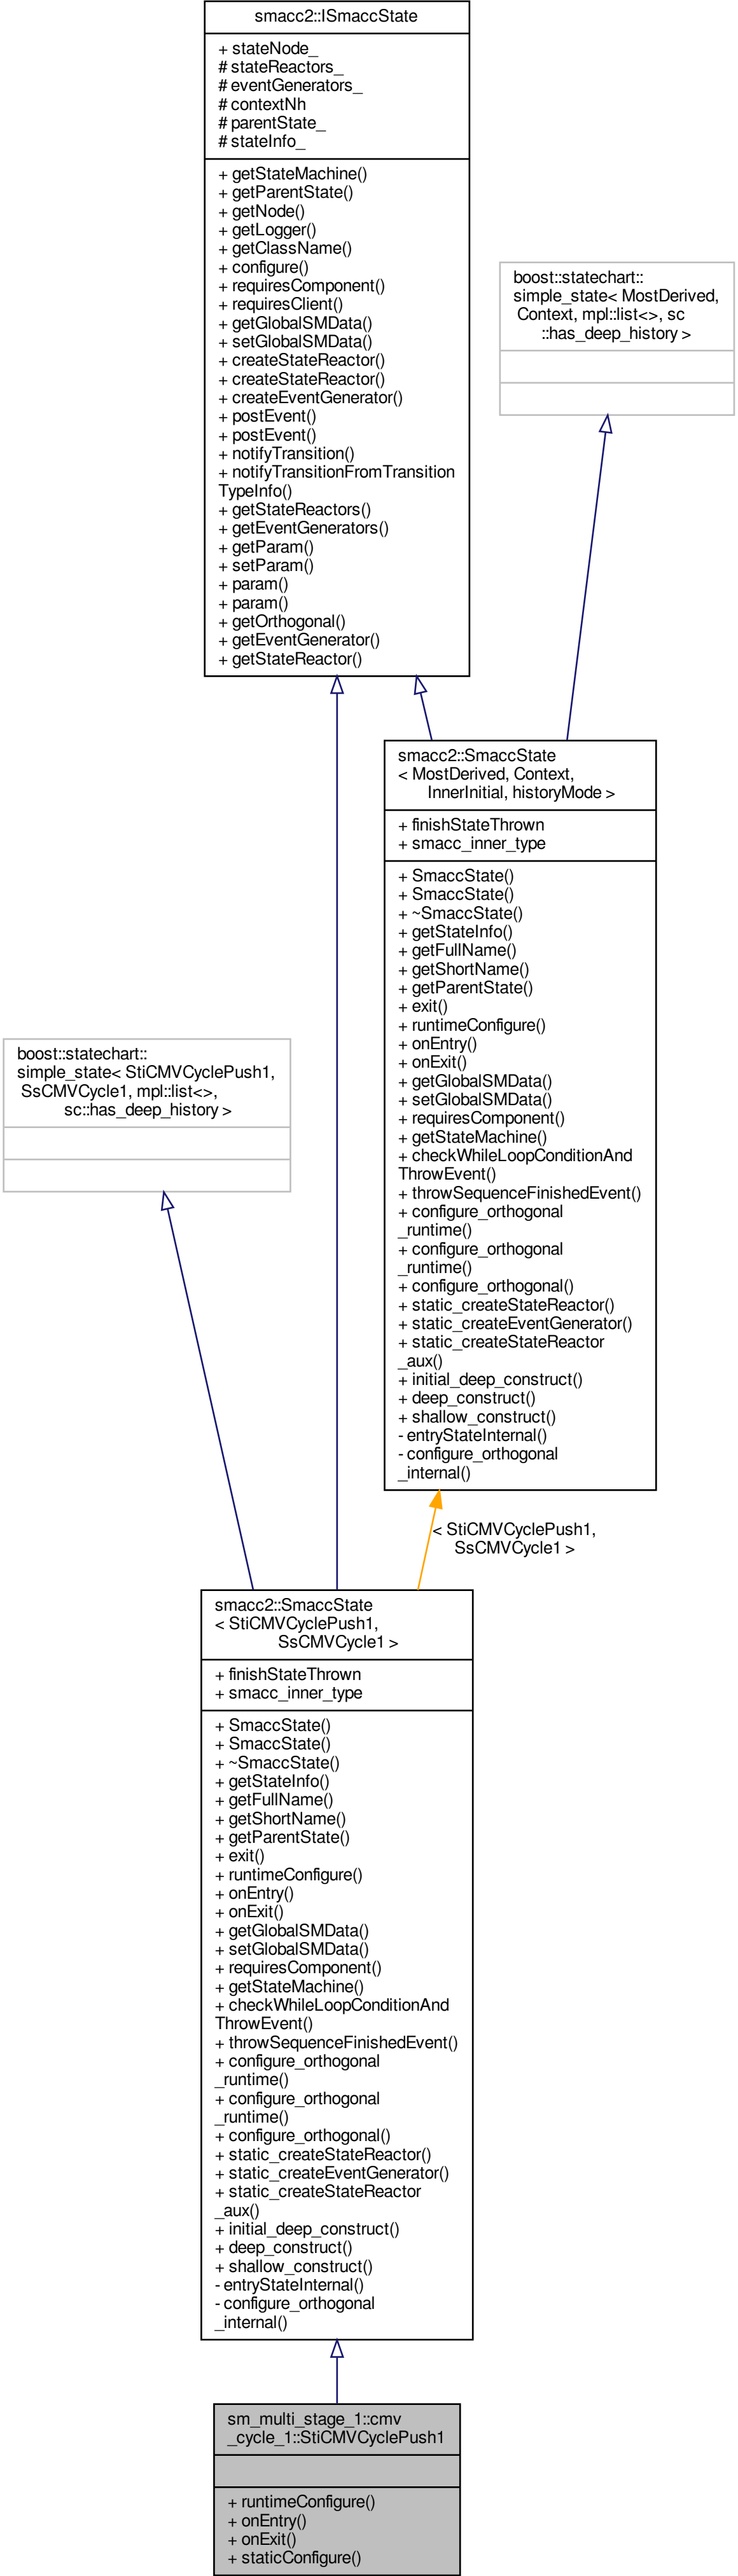 smacc2::ISmaccState
+ stateNode_
# stateReactors_
# eventGenerators_
# contextNh
# parentState_
# stateInfo_
+ getStateMachine()
+ getParentState()
+ getNode()
+ getLogger()
+ getClassName()
+ configure()
+ requiresComponent()
+ requiresClient()
+ getGlobalSMData()
+ setGlobalSMData()
+ createStateReactor()
+ createStateReactor()
+ createEventGenerator()
+ postEvent()
+ postEvent()
+ notifyTransition()
+ notifyTransitionFromTransition
TypeInfo()
+ getStateReactors()
+ getEventGenerators()
+ getParam()
+ setParam()
+ param()
+ param()
+ getOrthogonal()
+ getEventGenerator()
+ getStateReactor()
boost::statechart::
simple_state< MostDerived,
Context, mpl::list<>, sc
::has_deep_history >
smacc2::SmaccState
< MostDerived, Context,
InnerInitial, historyMode >
+ finishStateThrown
+ smacc_inner_type
+ SmaccState()
+ SmaccState()
+ ~SmaccState()
+ getStateInfo()
+ getFullName()
+ getShortName()
+ getParentState()
+ exit()
+ runtimeConfigure()
+ onEntry()
+ onExit()
+ getGlobalSMData()
+ setGlobalSMData()
+ requiresComponent()
+ getStateMachine()
+ checkWhileLoopConditionAnd
ThrowEvent()
+ throwSequenceFinishedEvent()
+ configure_orthogonal
_runtime()
+ configure_orthogonal
_runtime()
+ configure_orthogonal()
+ static_createStateReactor()
+ static_createEventGenerator()
+ static_createStateReactor
_aux()
+ initial_deep_construct()
+ deep_construct()
+ shallow_construct()
- entryStateInternal()
- configure_orthogonal
_internal()
boost::statechart::
simple_state< StiCMVCyclePush1,
SsCMVCycle1, mpl::list<>,
sc::has_deep_history >
< StiCMVCyclePush1,
SsCMVCycle1 >
smacc2::SmaccState
< StiCMVCyclePush1,
SsCMVCycle1 >
+ finishStateThrown
+ smacc_inner_type
+ SmaccState()
+ SmaccState()
+ ~SmaccState()
+ getStateInfo()
+ getFullName()
+ getShortName()
+ getParentState()
+ exit()
+ runtimeConfigure()
+ onEntry()
+ onExit()
+ getGlobalSMData()
+ setGlobalSMData()
+ requiresComponent()
+ getStateMachine()
+ checkWhileLoopConditionAnd
ThrowEvent()
+ throwSequenceFinishedEvent()
+ configure_orthogonal
_runtime()
+ configure_orthogonal
_runtime()
+ configure_orthogonal()
+ static_createStateReactor()
+ static_createEventGenerator()
+ static_createStateReactor
_aux()
+ initial_deep_construct()
+ deep_construct()
+ shallow_construct()
- entryStateInternal()
- configure_orthogonal
_internal()
sm_multi_stage_1::cmv
_cycle_1::StiCMVCyclePush1
+ runtimeConfigure()
+ onEntry()
+ onExit()
+ staticConfigure()